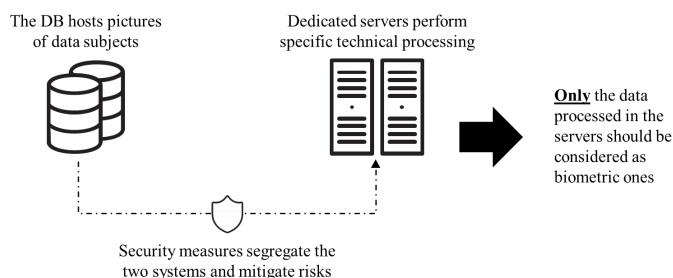 The DB hosts pictures
of data subjects
Dedicated servers perform
specific technical processing
Only the data
processed in the
servers should be
considered as
biometric ones
Security measures segregate the
two systems and mitigate risks